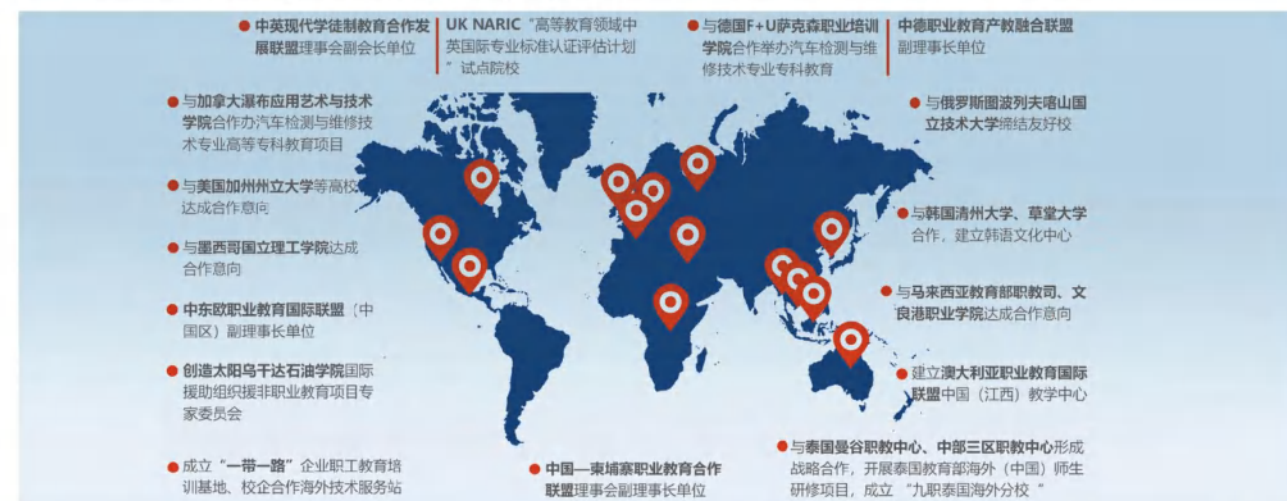 中英现代学徒制教育合作发
展联盟理事会副会长单位
UK NARIC “高等教育领域中
英国际专业标准认证评估计划
”试点院校
与德国F+U萨克森职业培训
学院合作举办汽车检测与维
修技术专业专科教育
中德职业教育产教融合联盟
副理事长单位
与加拿大瀑布应用艺术与技术
学院合作办汽车检测与维修技
术专业高等专科教育项目
与美国加州州立大学等高校
达成合作意向
与墨西哥国立理工学院达成
合作意向
中东欧职业教育国际联盟（中
国区）副理事长单位
创造太阳乌干达石油学院国际
援助组织援非职业教育项目专
家委员会
成立“一带一路”企业职工教育培
训基地、校企合作海外技术服务站
中国—柬埔寨职业教育合作
联盟理事会副理事长单位
与俄罗斯图波列夫喀山国
立技术大学缔结友好校
与韩国清州大学、草堂大学
合作，建立韩语文化中心
与马来西亚教育部职教司、文
良港职业学院达成合作意向
建立澳大利亚职业教育国际
联盟中国（江西）教学中心
与泰国曼谷职教中心、中部三区职教中心形成
战略合作，开展泰国教育部海外（中国）师生
研修项目，成立 “九职泰国海外分校 “